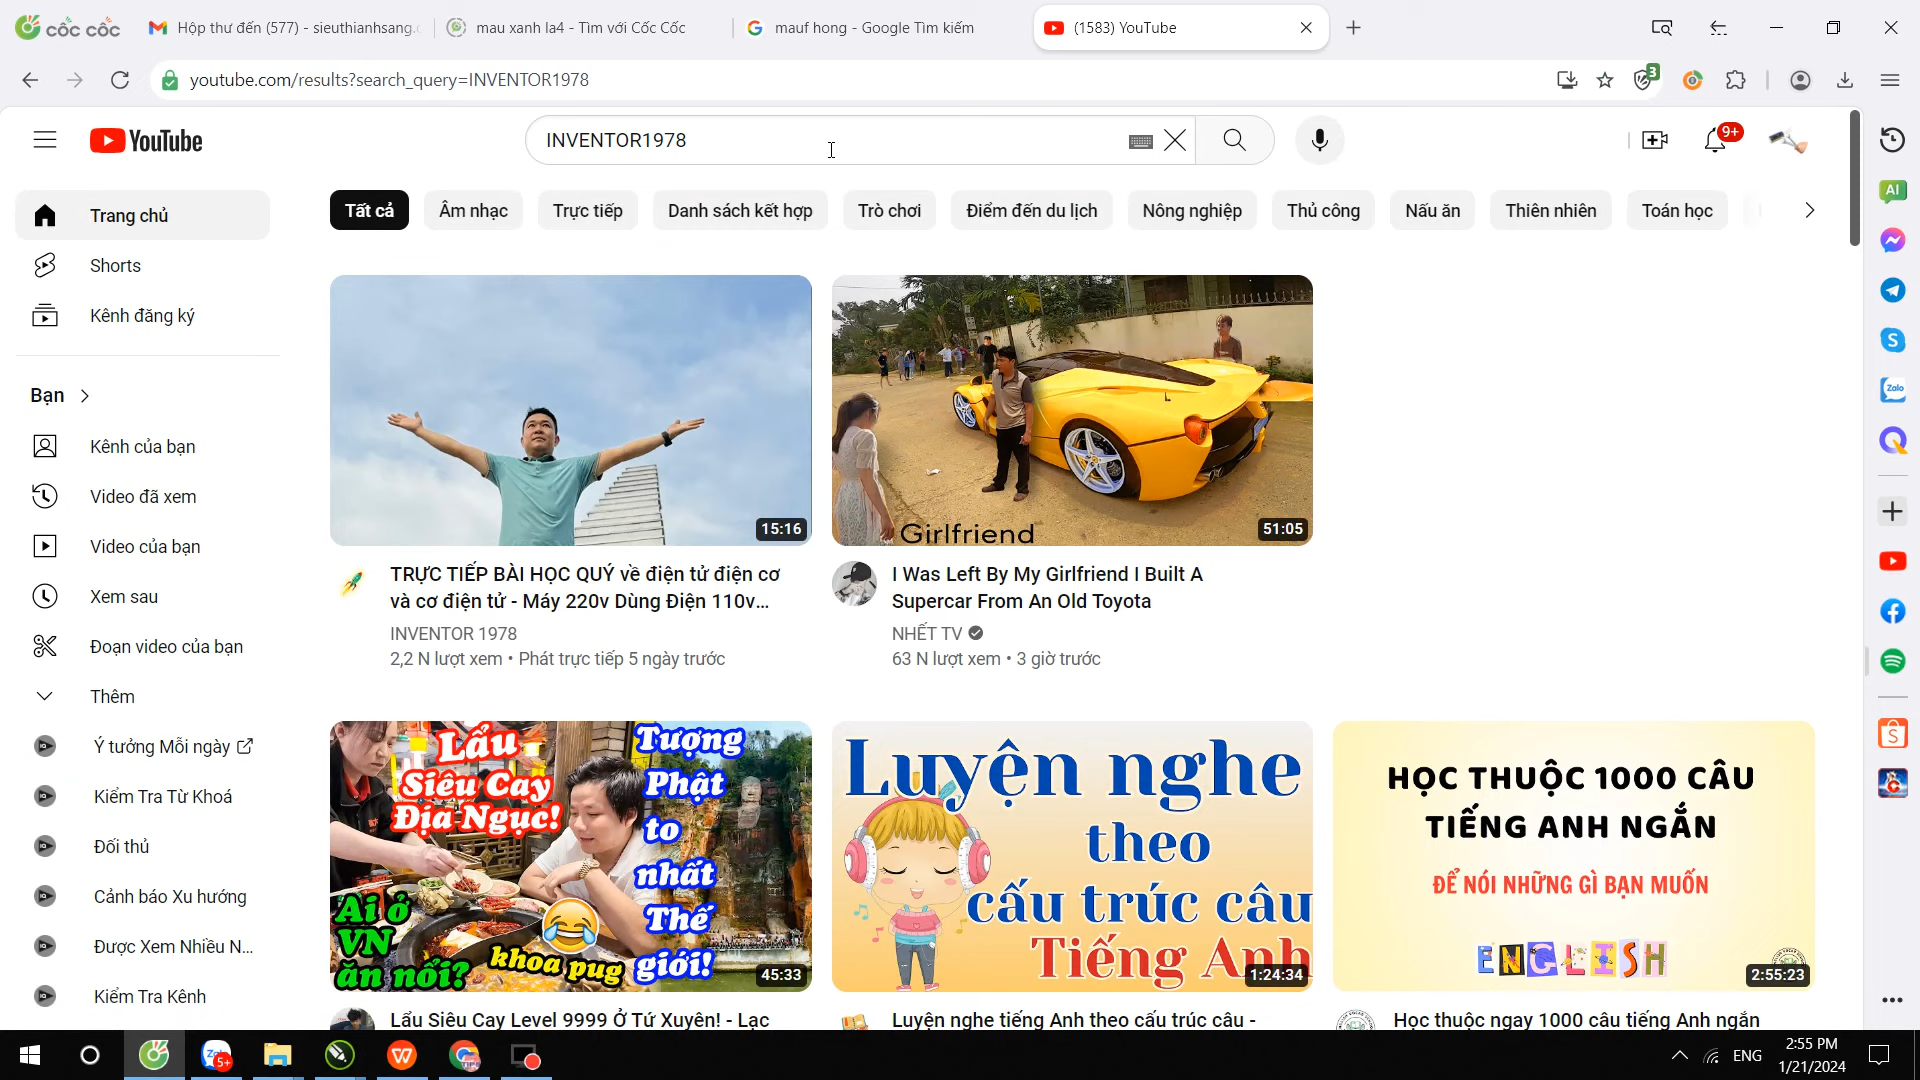 cốc cốc
Hộp thư đến (577) - sieuthianhsang.c
mau xanh la4 - Tìm với Cốc Cốc
mauf hong - Google Tìm kiếm
(1583) YouTube
youtube.com/results?search_query=INVENTOR1978
3
YouTube
INVENTOR1978
9+
Tất cả
Âm nhạc
Trực tiếp
Danh sách kết hợp
Trò chơi
Điểm đến du lịch
Nông nghiệp
Thủ công
Nấu ăn
Thiên nhiên
Toán học
Trang chủ
Shorts
Kênh đăng ký
Bạn
Kênh của bạn
Video đã xem
Video của bạn
Xem sau
Đoạn video của bạn
Thêm
Ý tưởng Mỗi ngày
Kiểm Tra Từ Khoá
Đối thủ
Cảnh báo Xu hướng
Được Xem Nhiều N...
Kiểm Tra Kênh
15:16
TRỰC TIẾP BÀI HỌC QUÝ về điện tử điện cơ
và cơ điện tử - Máy 220v Dùng Điện 110v...
INVENTOR 1978
2,2 N lượt xem • Phát trực tiếp 5 ngày trước
Girlfriend
51:05
I Was Left By My Girlfriend I Built A
Supercar From An Old Toyota
NHẾT TV
63 N lượt xem • 3 giờ trước
Lẩu
Siêu Cay
Địa Ngục!
Tượng
Phật
to
nhất
Thế
giới!
Ai ở
VN
ăn nổi?
khoa pug
45:33
Lẩu Siêu Cay Level 9999 Ở Tứ Xuyên! - Lạc
Luyện nghe
theo
cấu trúc câu
Tiếng Anh
1:24:34
Luyện nghe tiếng Anh theo cấu trúc câu -
HỌC THUỘC 1000 CÂU
TIẾNG ANH NGẮN
ĐỂ NÓI NHỮNG GÌ BẠN MUỐN
ENGLISH
2:55:23
Học thuộc ngay 1000 câu tiếng Anh ngắn
AI
Zalo
5+
ENG
2:55 PM
1/21/2024